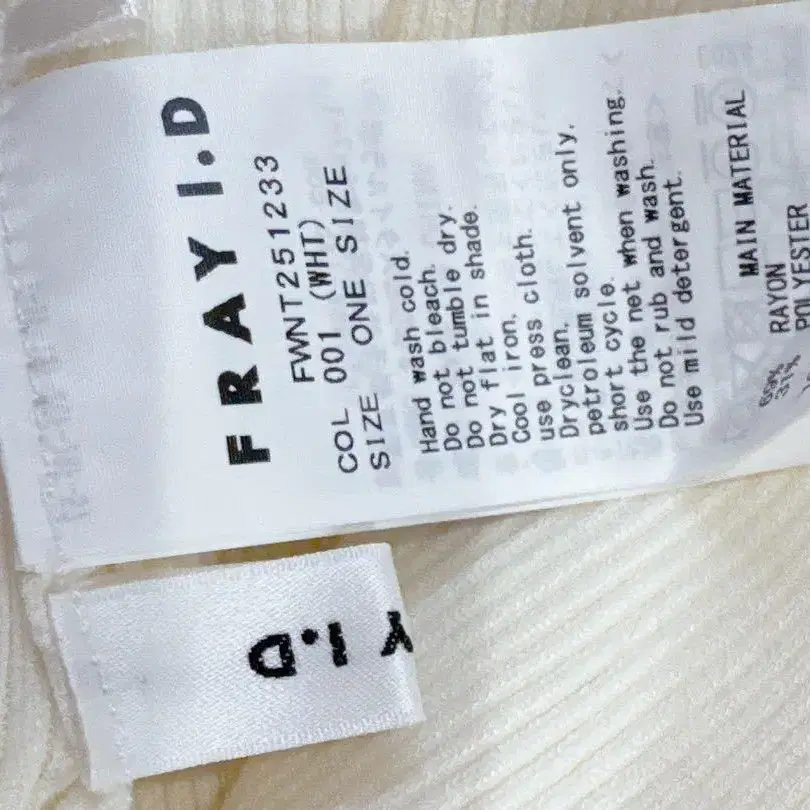 FRAY I.D
FWNT251233
COL 001 (WHT)
SIZE ONE SIZE
Hand wash cold.
Do not bleach.
Do not tumble dry.
Dry flat in shade.
Cool iron.
use press cloth.
Dryclean,
petroleum solvent only.
short cycle.
Use the net when washing.
Do not rub and wash.
Use mild detergent.
MAIN MATERIAL
69% RAYON
31% POLYESTER
Y I.D